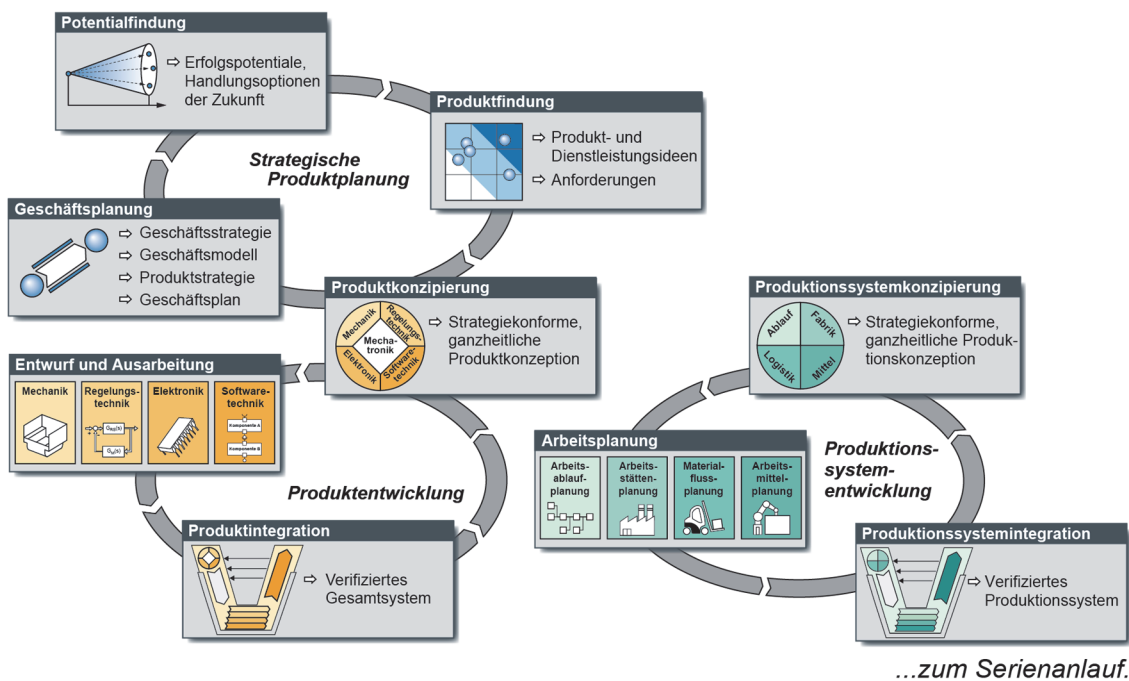 Potentialfindung
Erfolgspotentiale,
Handlungsoptionen
der Zukunft
Produktfindung
Produkt- und
Dienstleistungsideen
Anforderungen
Strategische
Produktplanung
Geschäftsplanung
Geschäftsstrategie
Geschäftsmodell
Produktstrategie
Geschäftsplan
Produktkonzipierung
Mechanik
Regelungs-
technik
Mecha-
tronik
Elektronik
Software-
technik
Strategiekonforme,
ganzheitliche
Produktkonzeption
Produktionssystemkonzipierung
Ablauf
Fabrik
Logistik
Mittel
Strategiekonforme,
ganzheitliche Produk-
tionskonzeption
Entwurf und Ausarbeitung
Mechanik
Regelungs-
technik
Elektronik
Software-
technik
Komponente A
Komponente B
Produktentwicklung
Arbeitsplanung
Arbeits-
ablauf-
planung
Arbeits-
stätten-
planung
Material-
fluss-
planung
Arbeits-
mittel-
planung
Produktions-
system-
entwicklung
Produktintegration
Verifiziertes
Gesamtsystem
Produktionssystemintegration
Verifiziertes
Produktionssystem
...zum Serienanlauf.